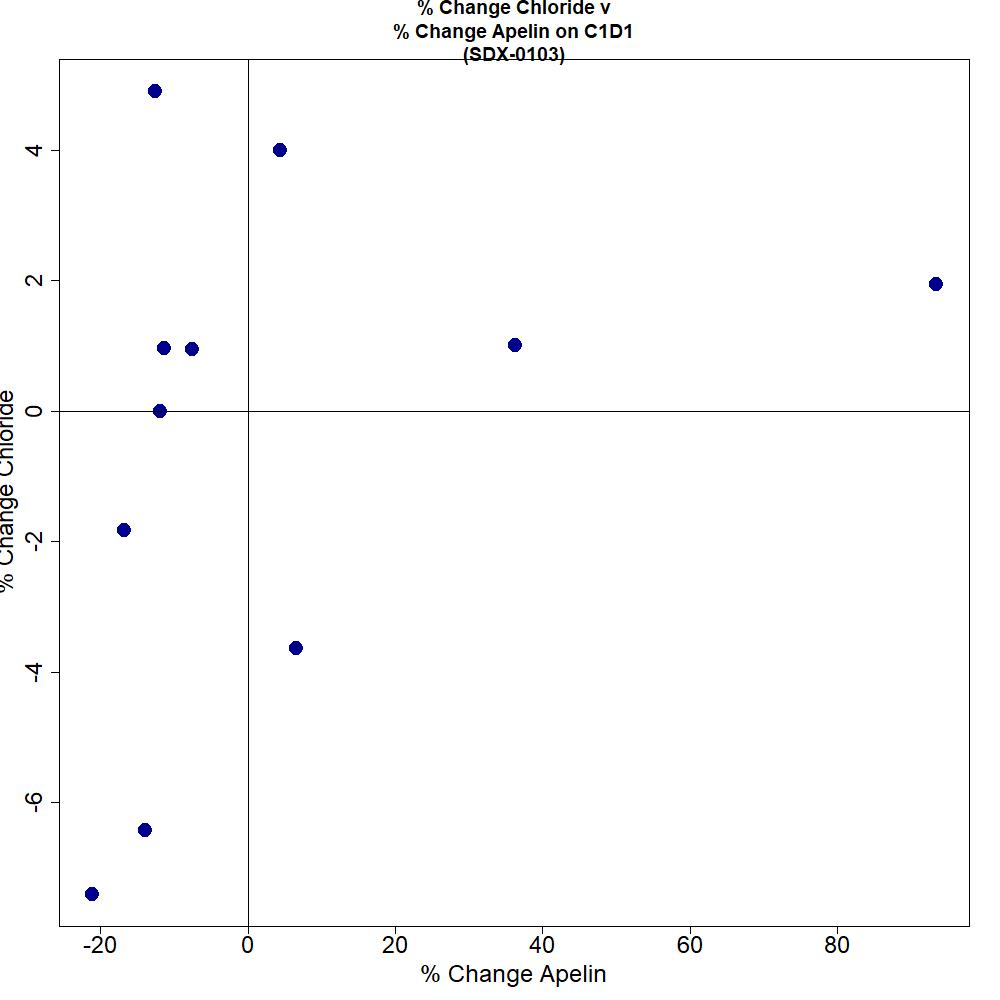 % Change Chloride v
% Change Apelin on C1D1
(SDX-0103)
4
2
0
-2
-4
-6
% Change Chloride
-20 0 20 40 60 80
% Change Apelin